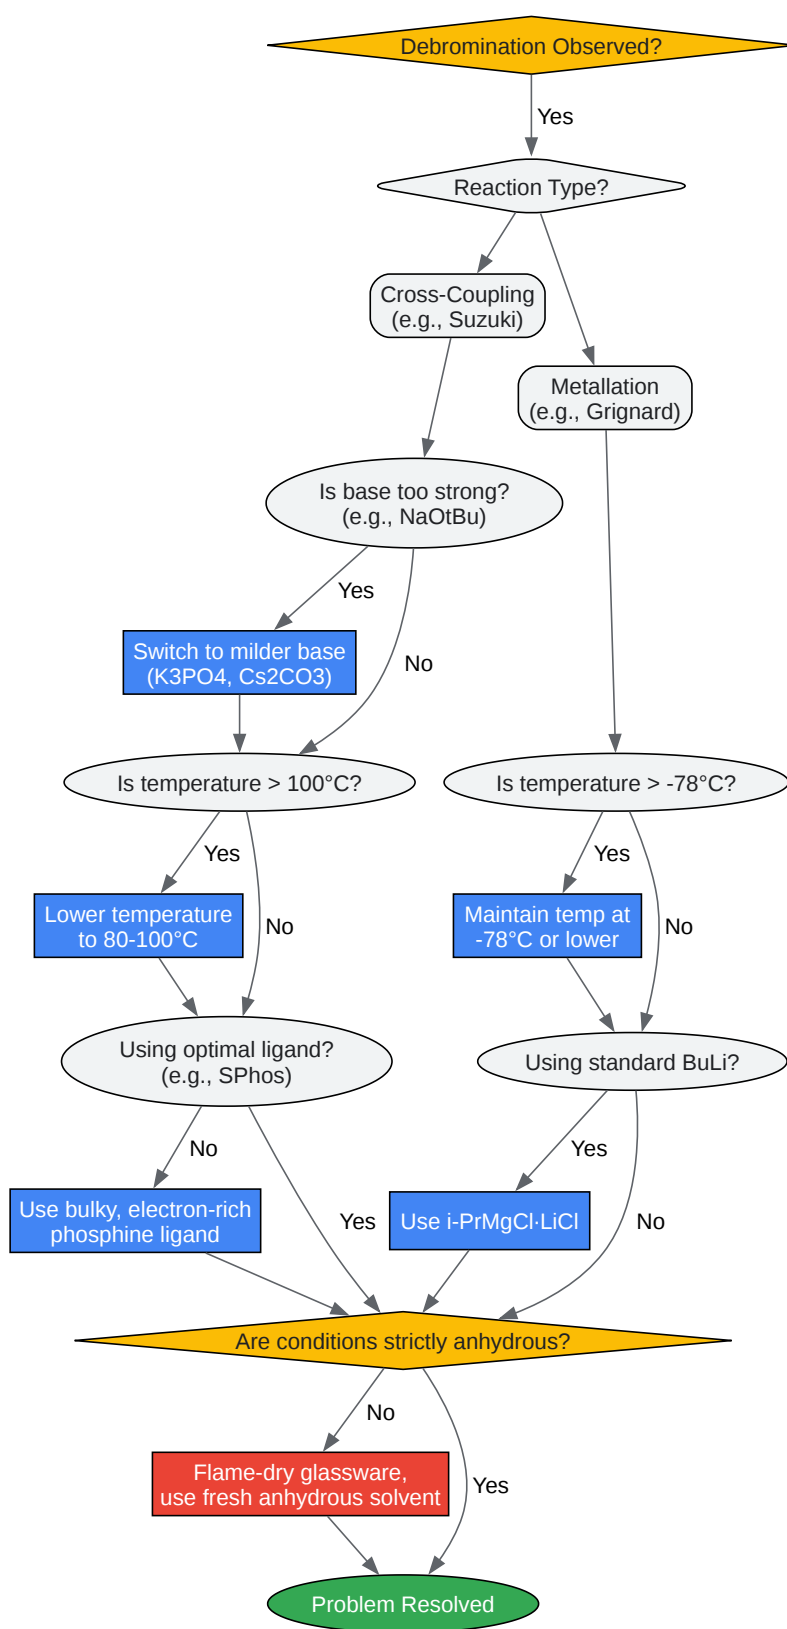 Debromination Observed?
Yes
Reaction Type?
Cross-Coupling
(e.g., Suzuki)
Metallation
(e.g., Grignard)
Is base too strong?
(e.g., NaOtBu)
Yes
Switch to milder base
(K3PO4, Cs2CO3)
No
Is temperature > 100°C?
Is temperature > -78°C?
Yes
Yes
Lower temperature
to 80-100°C
No
Maintain temp at
-78°C or lower
No
Using optimal ligand?
(e.g., SPhos)
Using standard BuLi?
No
Yes
Use bulky, electron-rich
phosphine ligand
Yes
Use i-PrMgCl·LiCl
No
Are conditions strictly anhydrous?
No
Flame-dry glassware,
use fresh anhydrous solvent
Yes
Problem Resolved